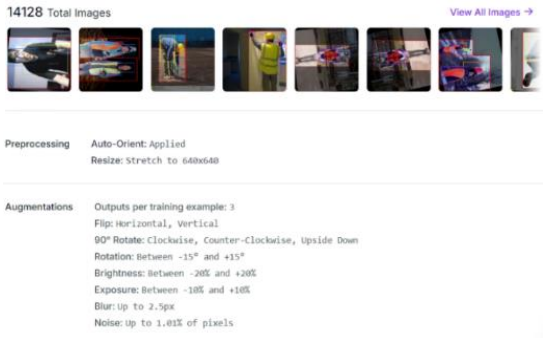 14128 Total Images
View All Images →
Preprocessing
Auto-Orient: Applied
Resize: Stretch to 640x640
Augmentations
Outputs per training example: 3
Flip: Horizontal, Vertical
90° Rotate: Clockwise, Counter-Clockwise, Upside Down
Rotation: Between -15° and +15°
Brightness: Between -20% and +20%
Exposure: Between -10% and +10%
Blur: Up to 2.5px
Noise: Up to 1.01% of pixels